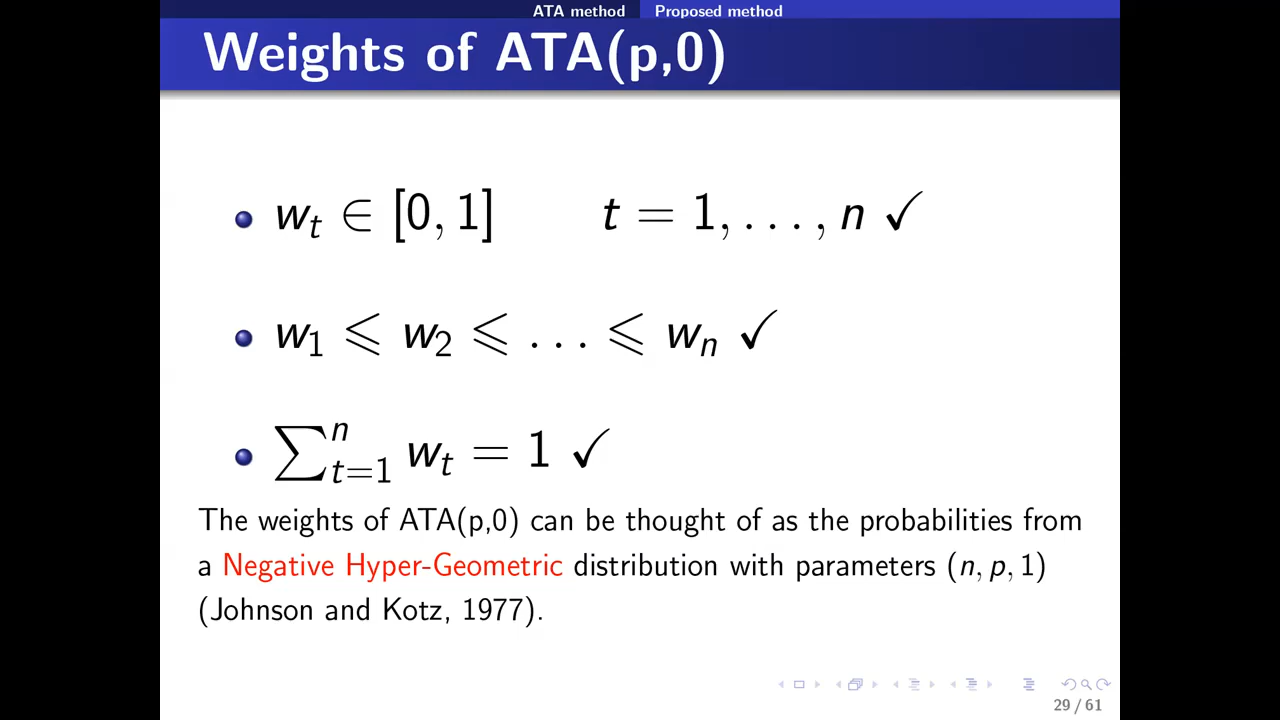 ATA method Proposed method
Weights of ATA(p,0)
w_t ∈ [0, 1] t = 1, . . . , n ✓
w_1 ⩽ w_2 ⩽ . . . ⩽ w_n ✓
∑_{t=1}^{n} w_t = 1 ✓
The weights of ATA(p,0) can be thought of as the probabilities from
a Negative Hyper-Geometric distribution with parameters (n, p, 1)
(Johnson and Kotz, 1977).
29 / 61